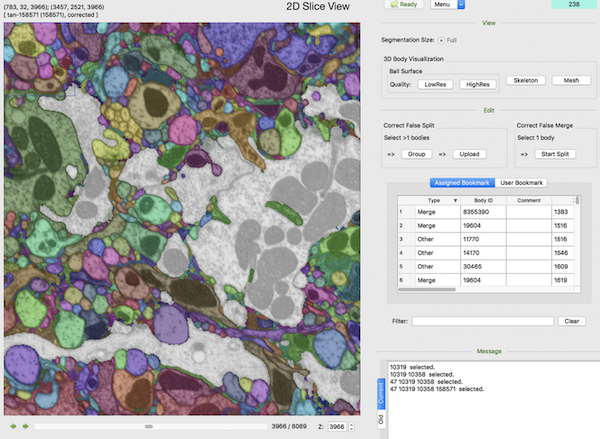 (783, 32, 3966); (3457, 2521, 3966)
[ tan-158571 (158571), corrected ]
2D Slice View
Ready Menu 238
View
Segmentation Size: Full
3D Body Visualization
Ball Surface
Quality: LowRes HighRes Skeleton Mesh
Edit
Correct False Split Correct False Merge
Select >1 bodies Select 1 body
=> Group => Upload => Start Split
Assigned Bookmark User Bookmark
Type Body ID Comment
1 Merge 8355390 1383
2 Merge 19604 1516
3 Other 11770 1516
4 Other 14170 1546
5 Other 30465 1609
6 Merge 19604 1619
Filter: Clear
Message
Current
Old
10319 selected.
10319 10358 selected.
47 10319 10358 selected.
47 10319 10358 158571 selected.
3966 / 8089 Z: 3966